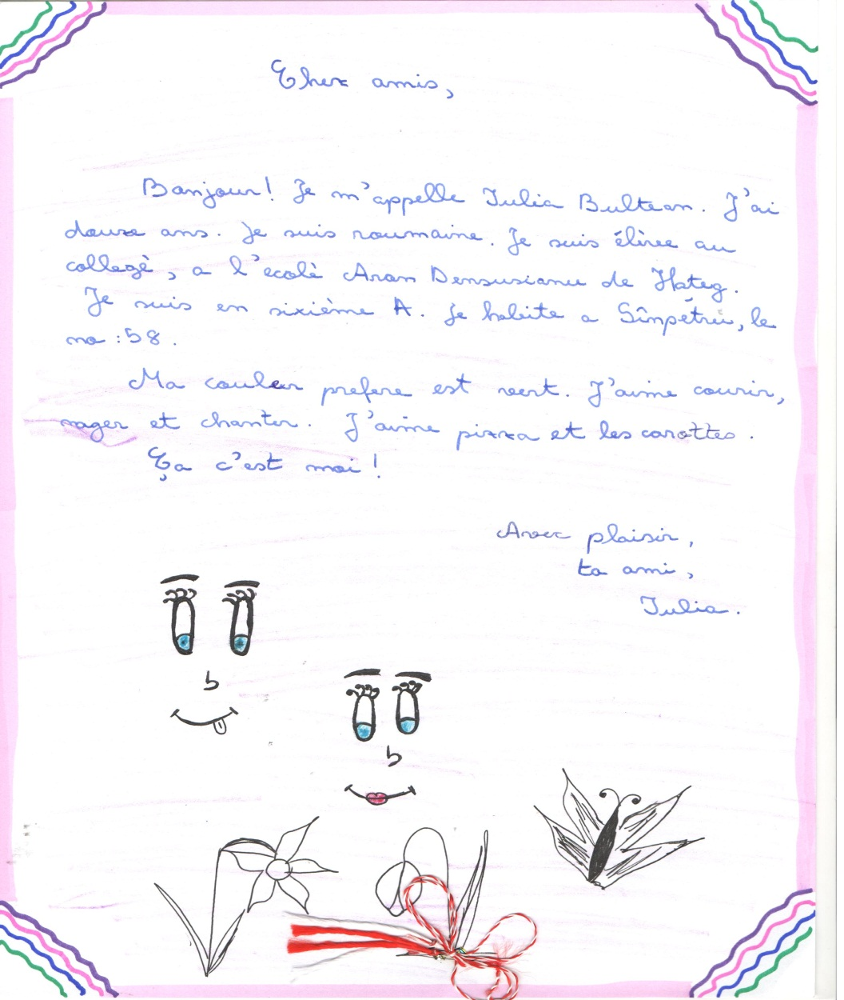 Cher amis,
Bonjour! Je m'appelle Iulia Bultean. J'ai
douze ans. Je suis roumaine. Je suis élève au
collegè, a l'ecolè Aron Densusianu de Hațeg.
Je suis en sixième A. Je habite a Sînpetru, le
no :58.
Ma couleur prefere est vert. J'aime courir,
nager et chanter. J'aime pizza et les carottes.
Ça c'est moi!
Avec plaisir,
ta ami,
Iulia.